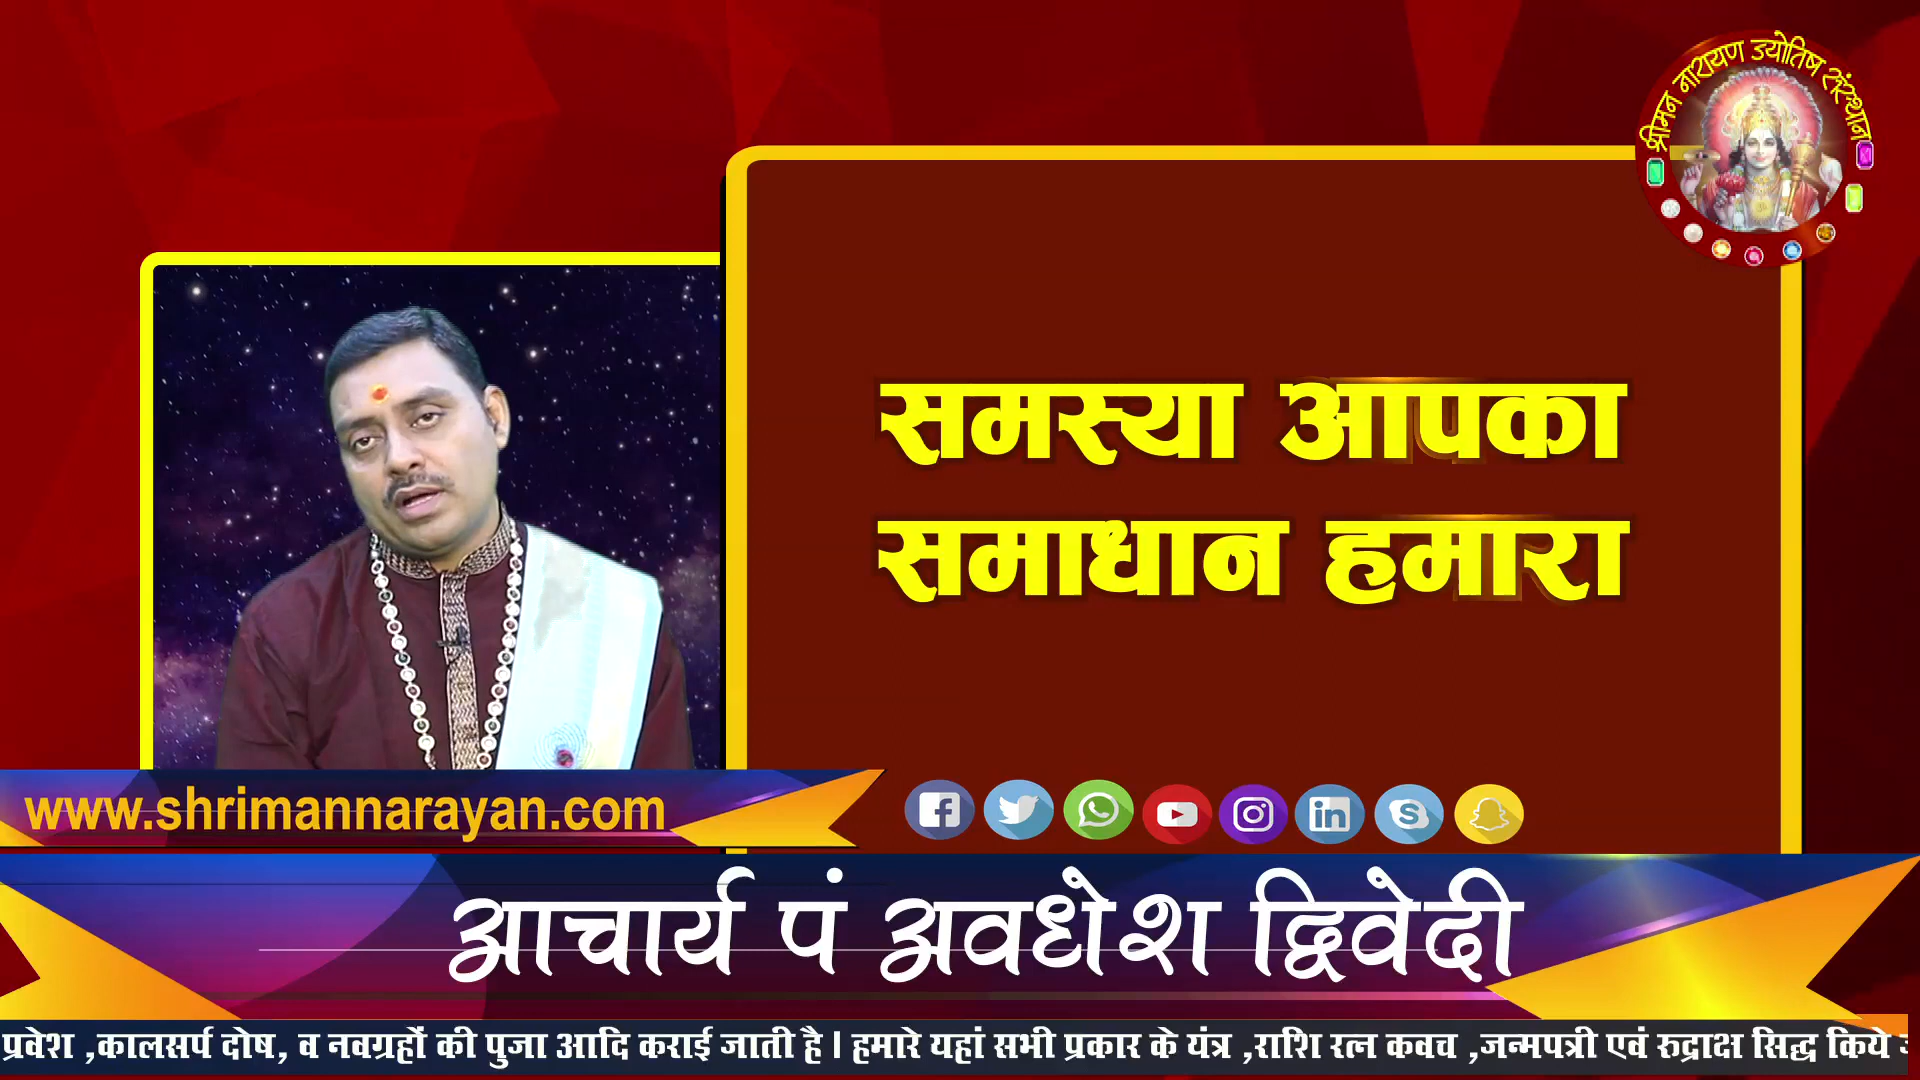 श्रीमन नारायण ज्योतिष संस्थान
समस्या आपका
समाधान हमारा
www.shrimannarayan.com
आचार्य पं अवधेश द्विवेदी
प्रवेश ,कालसर्प दोष, व नवग्रहों की पुजा आदि कराई जाती है । हमारे यहां सभी प्रकार के यंत्र ,राशि रत्न कवच ,जन्मपत्री एवं रुद्राक्ष सिद्ध किये